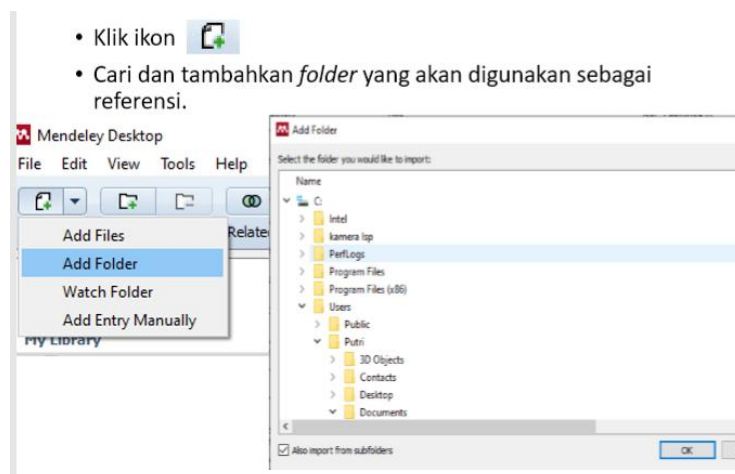 • Klik ikon
• Cari dan tambahkan folder yang akan digunakan sebagai
referensi.
Mendeley Desktop
File Edit View Tools Help
Add Files
Add Folder
Watch Folder
Add Entry Manually
Relate
My Library
Add Folder
Select the folder you would like to import:
Name
C:
Intel
kamera lsp
PerfLogs
Program Files
Program Files (x86)
Users
Public
Putri
3D Objects
Contacts
Desktop
Documents
Also import from subfolders
OK